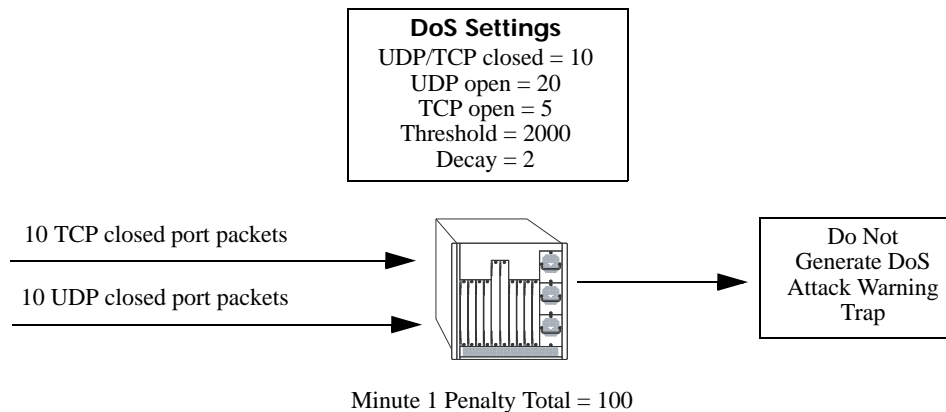 DoS Settings
UDP/TCP closed = 10
UDP open = 20
TCP open = 5
Threshold = 2000
Decay = 2
10 TCP closed port packets
10 UDP closed port packets
Do Not
Generate DoS
Attack Warning
Trap
Minute 1 Penalty Total = 100